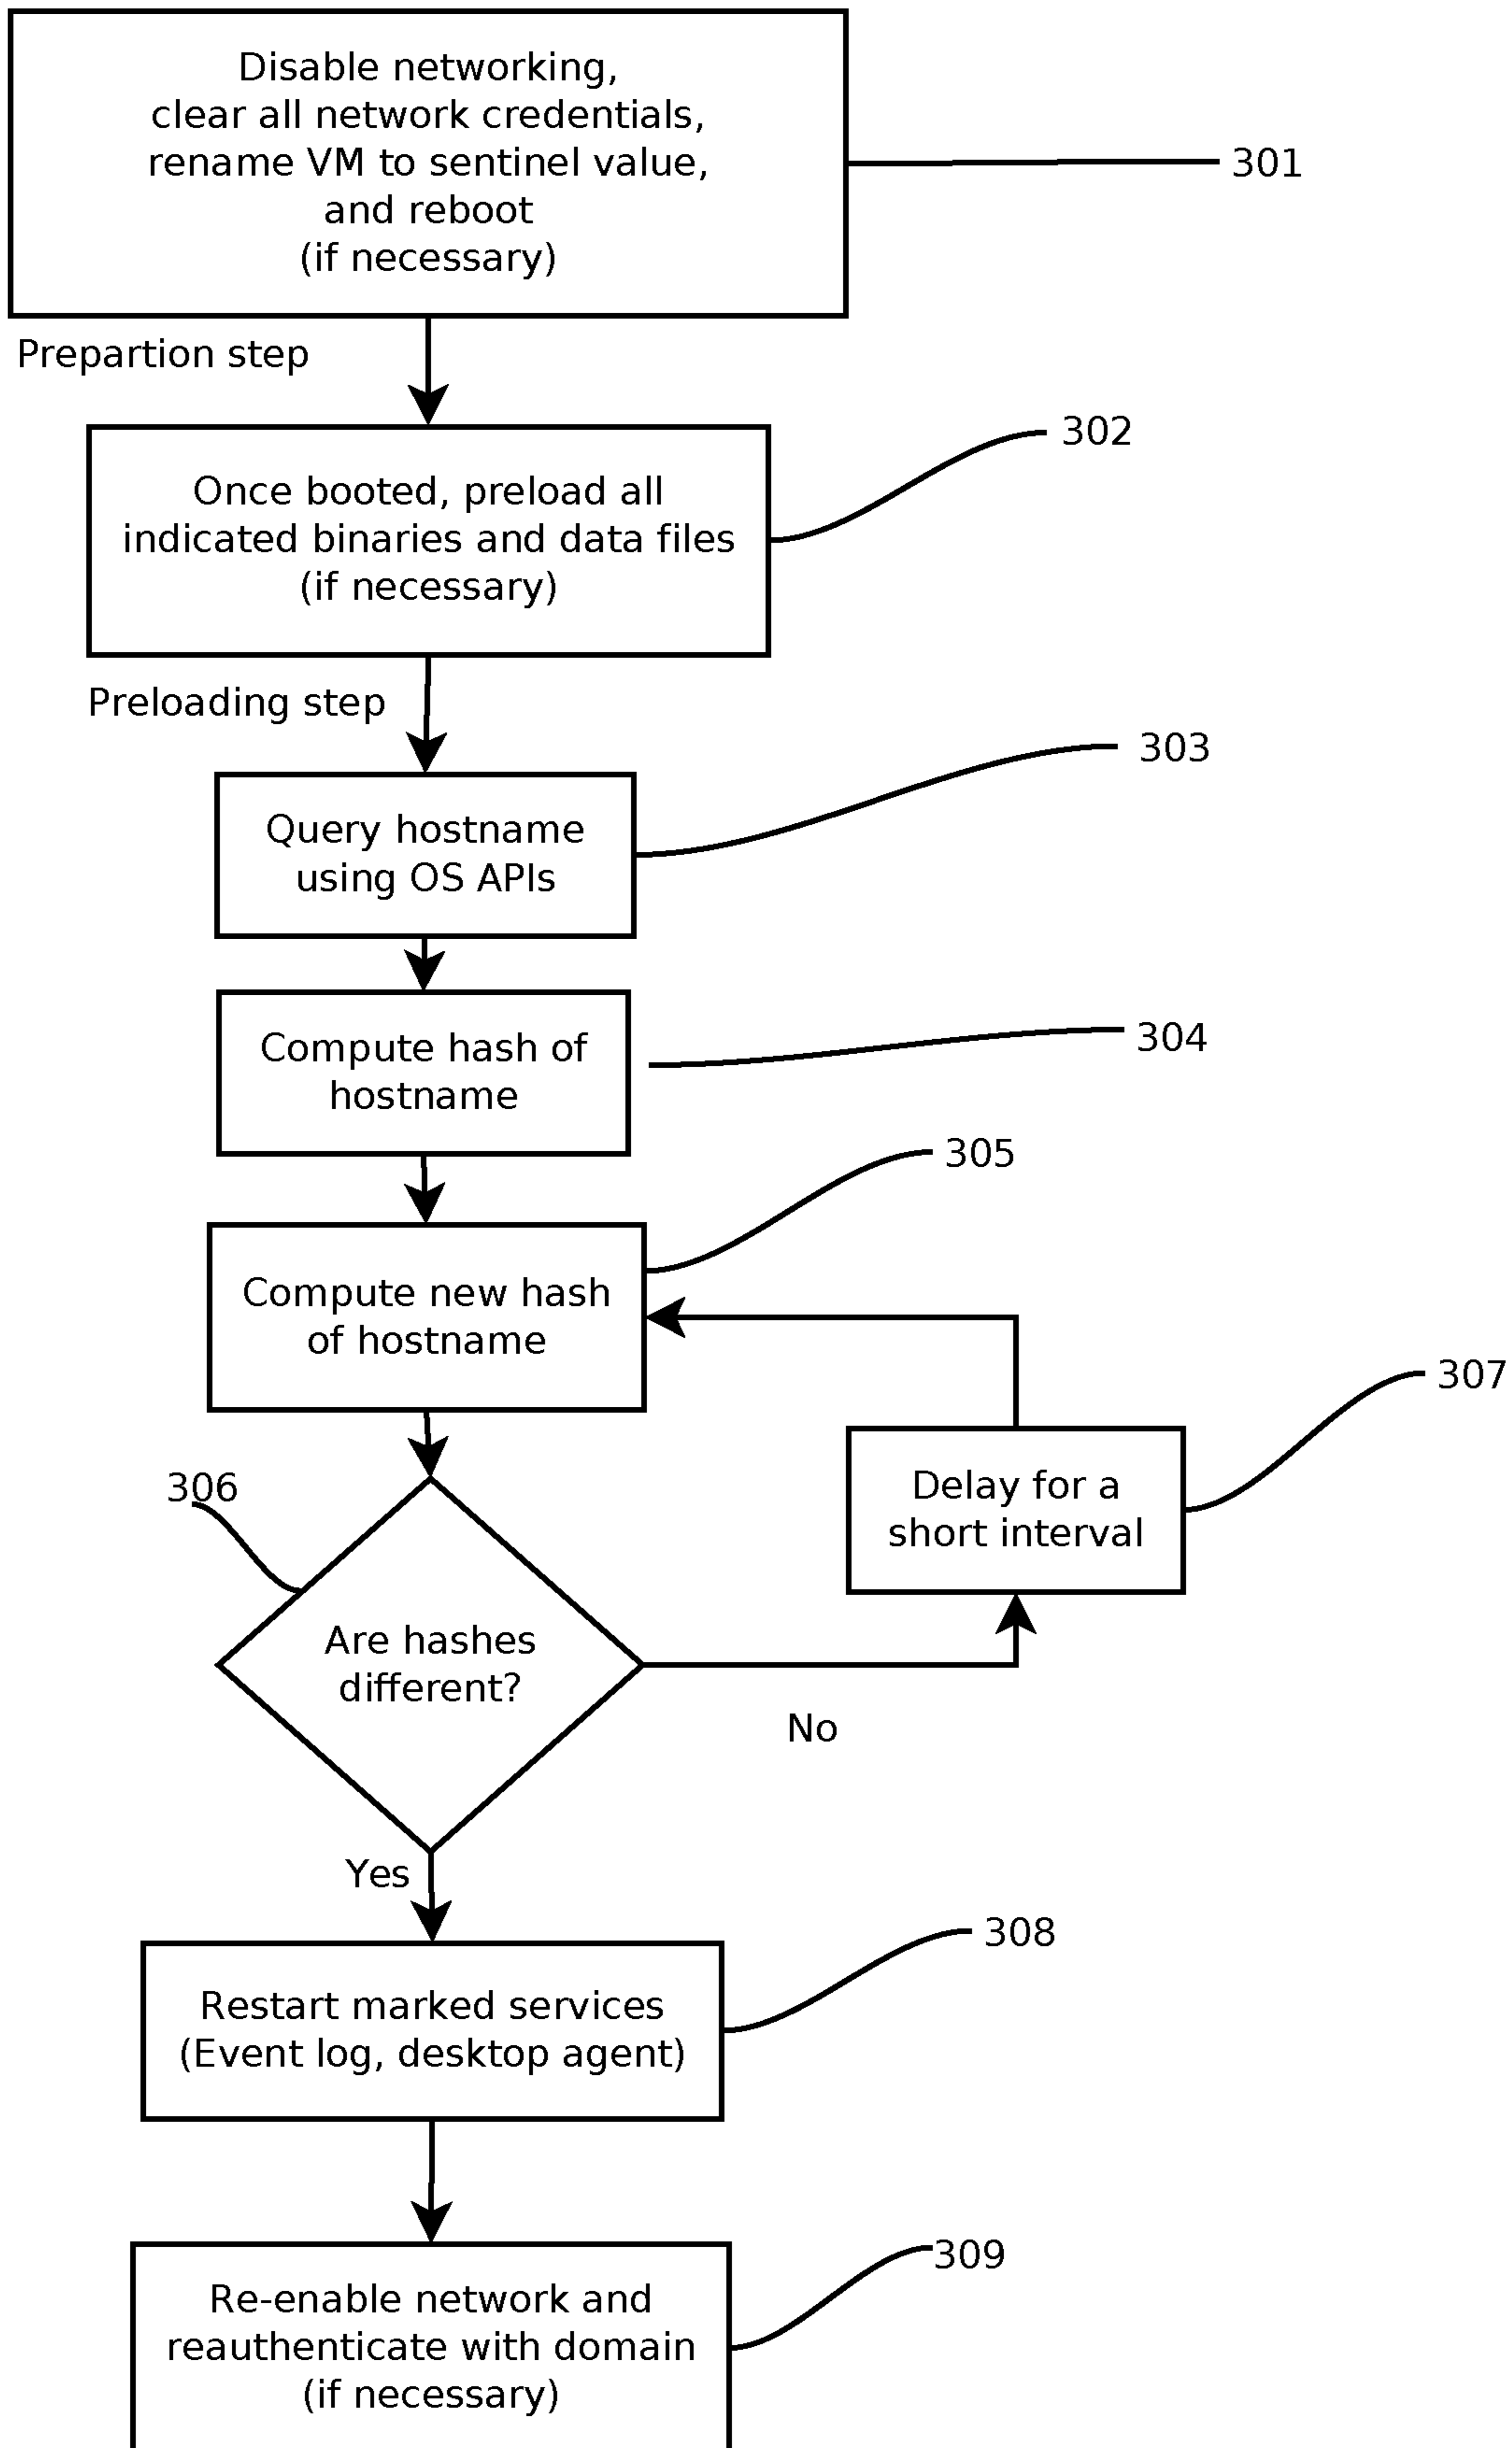 Disable networking,
clear all network credentials,
rename VM to sentinel value,
and reboot
(if necessary)
301
Prepartion step
302
Once booted, preload all
indicated binaries and data files
(if necessary)
Preloading step
303
Query hostname
using OS APIs
304
Compute hash of
hostname
305
Compute new hash
of hostname
307
Delay for a
short interval
306
Are hashes
different?
No
Yes
308
Restart marked services
(Event log, desktop agent)
309
Re-enable network and
reauthenticate with domain
(if necessary)